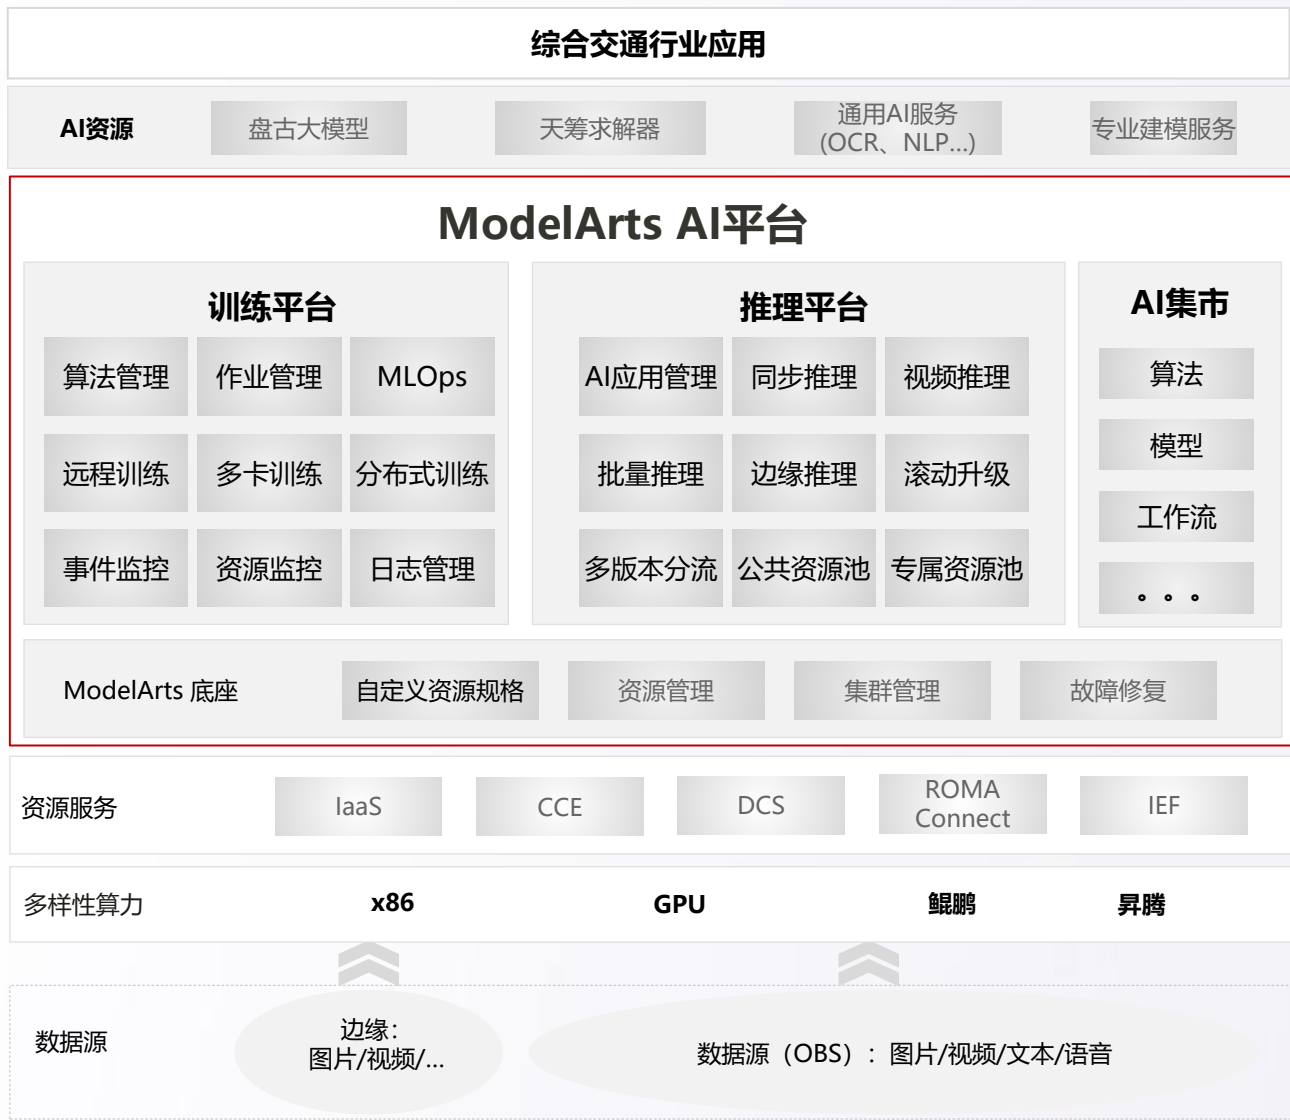 综合交通行业应用
AI资源
盘古大模型
天筹求解器
通用AI服务
(OCR、NLP...)
专业建模服务
ModelArts AI平台
训练平台
算法管理
作业管理
MLOps
远程训练
多卡训练
分布式训练
事件监控
资源监控
日志管理
推理平台
AI应用管理
同步推理
视频推理
批量推理
边缘推理
滚动升级
多版本分流
公共资源池
专属资源池
AI集市
算法
模型
工作流
。。。
ModelArts 底座
自定义资源规格
资源管理
集群管理
故障修复
资源服务
IaaS
CCE
DCS
ROMA
Connect
IEF
多样性算力
x86
GPU
鲲鹏
昇腾
数据源
边缘：
图片/视频/...
数据源（OBS）：图片/视频/文本/语音